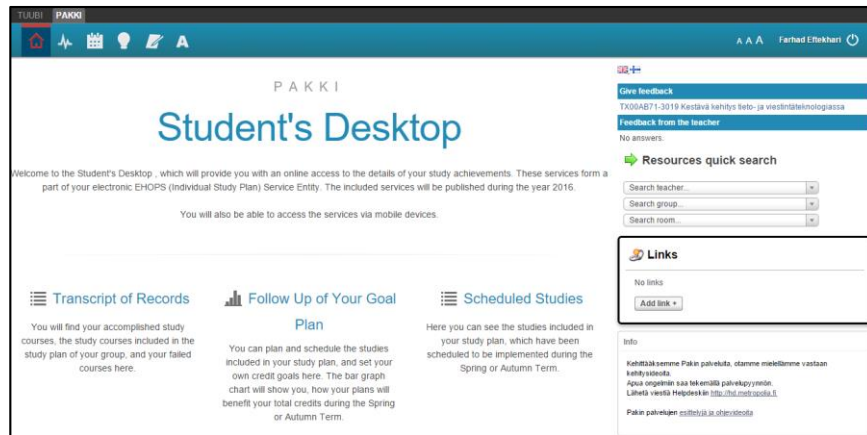 TUUBI PAKKI
A A A Farhad Eftekhari
PAKKI
Student's Desktop
Welcome to the Student's Desktop , which will provide you with an online access to the details of your study achievements. These services form a
part of your electronic EHOPS (Individual Study Plan) Service Entity. The included services will be published during the year 2016.
You will also be able to access the services via mobile devices.
Transcript of Records
You will find your accomplished study
courses, the study courses included in the
study plan of your group, and your failed
courses here.
Follow Up of Your Goal
Plan
You can plan and schedule the studies
included in your study plan, and set your
own credit goals here. The bar graph
chart will show you, how your plans will
benefit your total credits during the Spring
or Autumn Term.
Scheduled Studies
Here you can see the studies included in
your study plan, which have been
scheduled to be implemented during the
Spring or Autumn Term.
Give feedback
TX00AB71-3019 Kestävä kehitys tieto- ja viestintäteknologiassa
Feedback from the teacher
No answers.
Resources quick search
Search teacher...
Search group...
Search room...
Links
No links
Add link +
Info
Kehittääksemme Pakin palveluita, otamme mielellämme vastaan
kehitysideoita.
Apua ongelmiin saa tekemällä palvelupyynnön.
Lähetä viestiä Helpdeskiin http://hd.metropolia.fi
Pakin palvelujen esittelyjä ja ohjevideoita